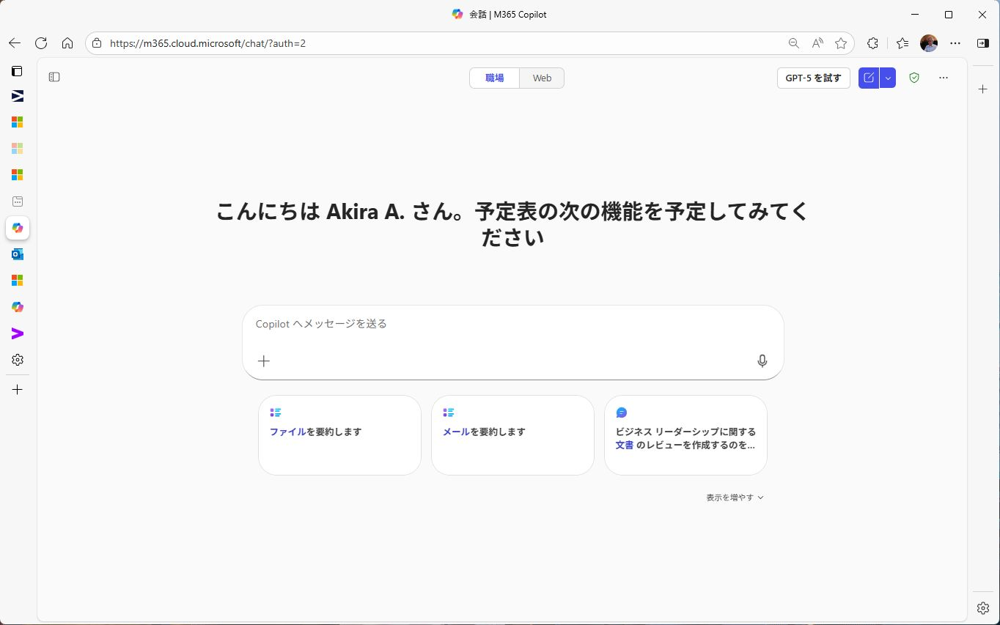 会話 | M365 Copilot
https://m365.cloud.microsoft/chat/?auth=2
職場
Web
GPT-5 を試す
こんにちは Akira A. さん。予定表の次の機能を予定してみてく
ださい
Copilot へメッセージを送る
ファイルを要約します
メールを要約します
ビジネス リーダーシップに関する
文書 のレビューを作成するのを...
表示を増やす